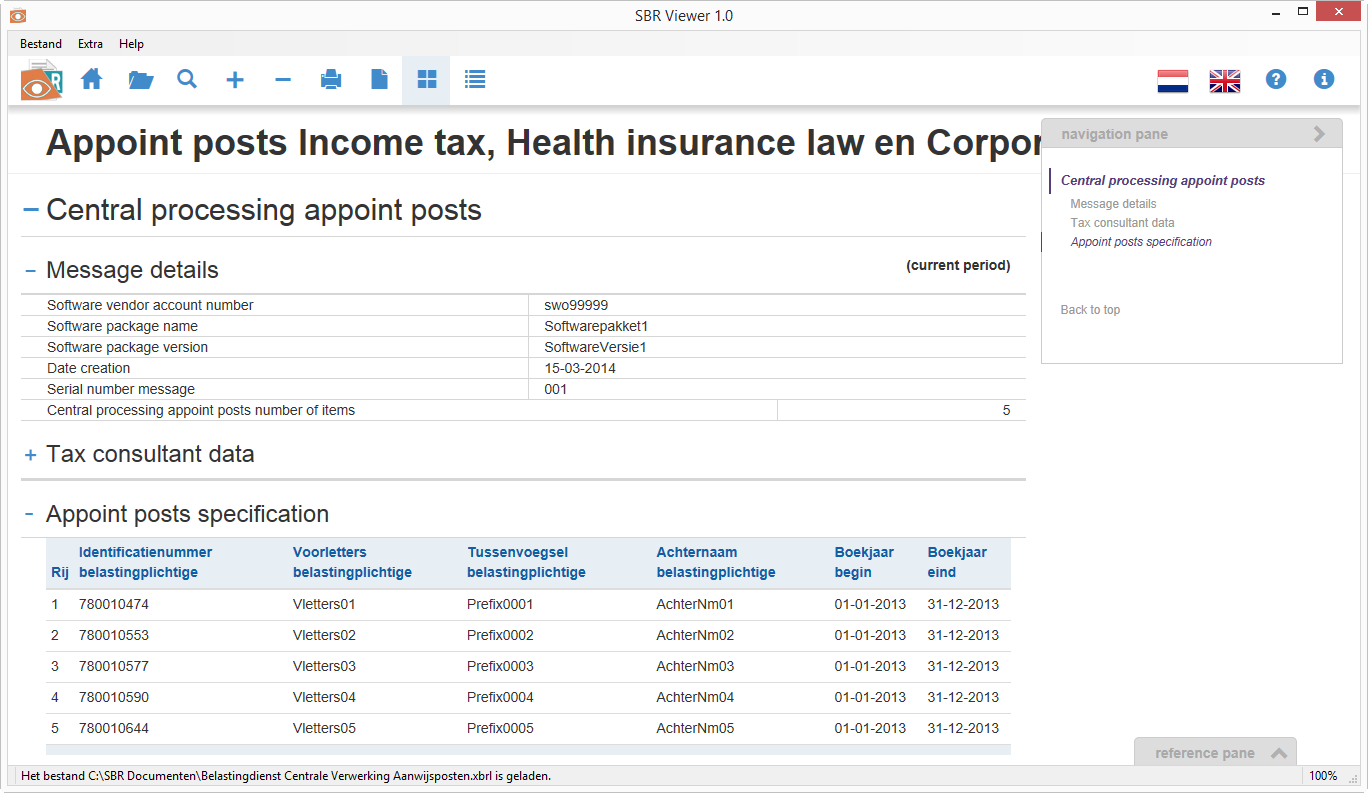 SBR Viewer 1.0
Bestand Extra Help
R
Appoint posts Income tax, Health insurance law en Corpor
navigation pane
Central processing appoint posts
Message details
Tax consultant data
Appoint posts specification
Back to top
Central processing appoint posts
Message details (current period)
Software vendor account number swo99999
Software package name Softwarepakket1
Software package version SoftwareVersie1
Date creation 15-03-2014
Serial number message 001
Central processing appoint posts number of items 5
Tax consultant data
Appoint posts specification
Rij Identificatienummer belastingplichtige Voorletters belastingplichtige Tussenvoegsel belastingplichtige Achternaam belastingplichtige Boekjaar begin Boekjaar eind
1 780010474 Vletters01 Prefix0001 AchterNm01 01-01-2013 31-12-2013
2 780010553 Vletters02 Prefix0002 AchterNm02 01-01-2013 31-12-2013
3 780010577 Vletters03 Prefix0003 AchterNm03 01-01-2013 31-12-2013
4 780010590 Vletters04 Prefix0004 AchterNm04 01-01-2013 31-12-2013
5 780010644 Vletters05 Prefix0005 AchterNm05 01-01-2013 31-12-2013
reference pane
Het bestand C:\SBR Documenten\Belastingdienst Centrale Verwerking Aanwijsposten.xbrl is geladen. 100%